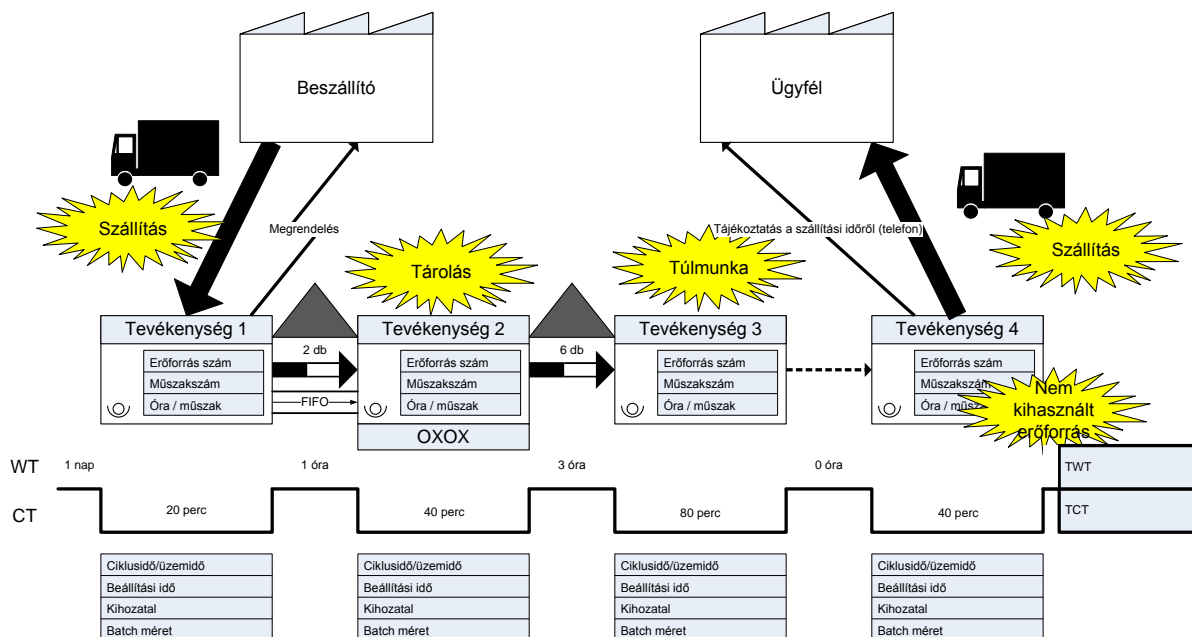 Beszállító
Ügyfél
Szállítás
Megrendelés
Tájékoztatás a szállítási időről (telefon)
Szállítás
Tárolás
Túlmunka
Tevékenység 1
Tevékenység 2
Tevékenység 3
Tevékenység 4
2 db
6 db
Erőforrás szám
Műszakszám
Óra / műszak
FIFO
Erőforrás szám
Műszakszám
Óra / műszak
OXOX
Erőforrás szám
Műszakszám
Óra / műszak
Erőforrás szám
Műszakszám
Óra / műszak
Nem
kihasznált
erőforrás
WT
1 nap
1 óra
3 óra
0 óra
TWT
CT
20 perc
40 perc
80 perc
40 perc
TCT
Ciklusidő/üzemidő
Beállítási idő
Kihozatal
Batch méret
Ciklusidő/üzemidő
Beállítási idő
Kihozatal
Batch méret
Ciklusidő/üzemidő
Beállítási idő
Kihozatal
Batch méret
Ciklusidő/üzemidő
Beállítási idő
Kihozatal
Batch méret